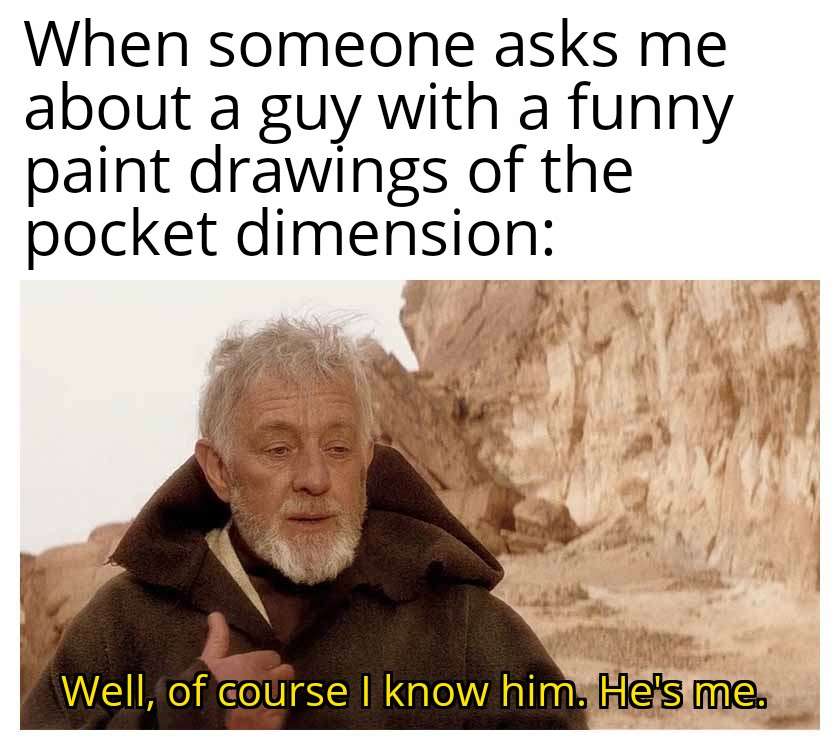 When someone asks me
about a guy with a funny
paint drawings of the
pocket dimension:
Well, of course I know him. He's me.